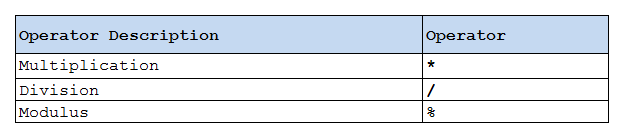 Operator Description Operator
Multiplication *
Division /
Modulus %